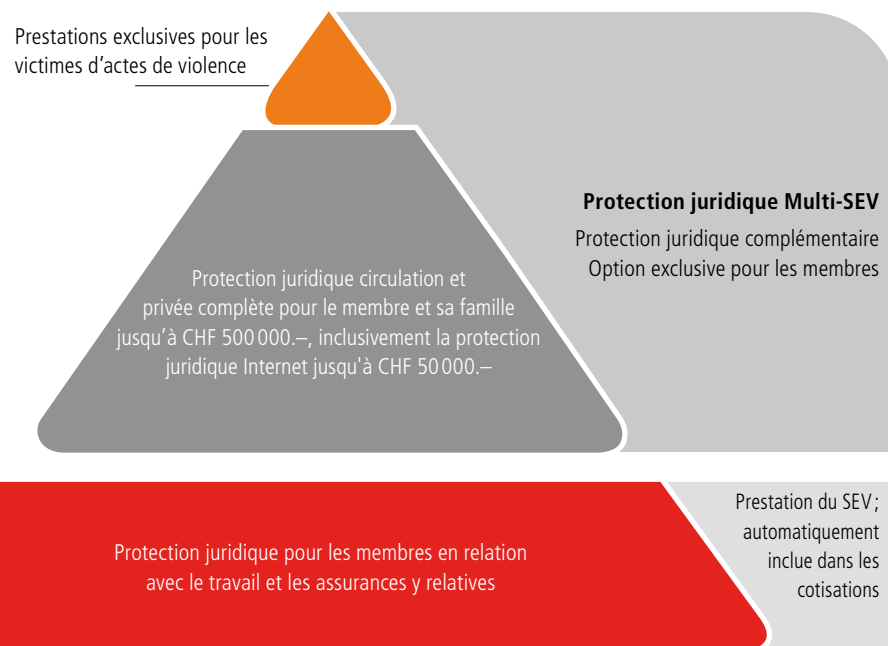 Prestations exclusives pour les
victimes d’actes de violence
Protection juridique Multi-SEV
Protection juridique complémentaire
Option exclusive pour les membres
Protection juridique circulation et
privée complète pour le membre et sa famille
jusqu’à CHF 500 000.–, inclusivement la protection
juridique Internet jusqu'à CHF 50 000.–
Protection juridique pour les membres en relation
avec le travail et les assurances y relatives
Prestation du SEV ;
automatiquement
inclue dans les
cotisations